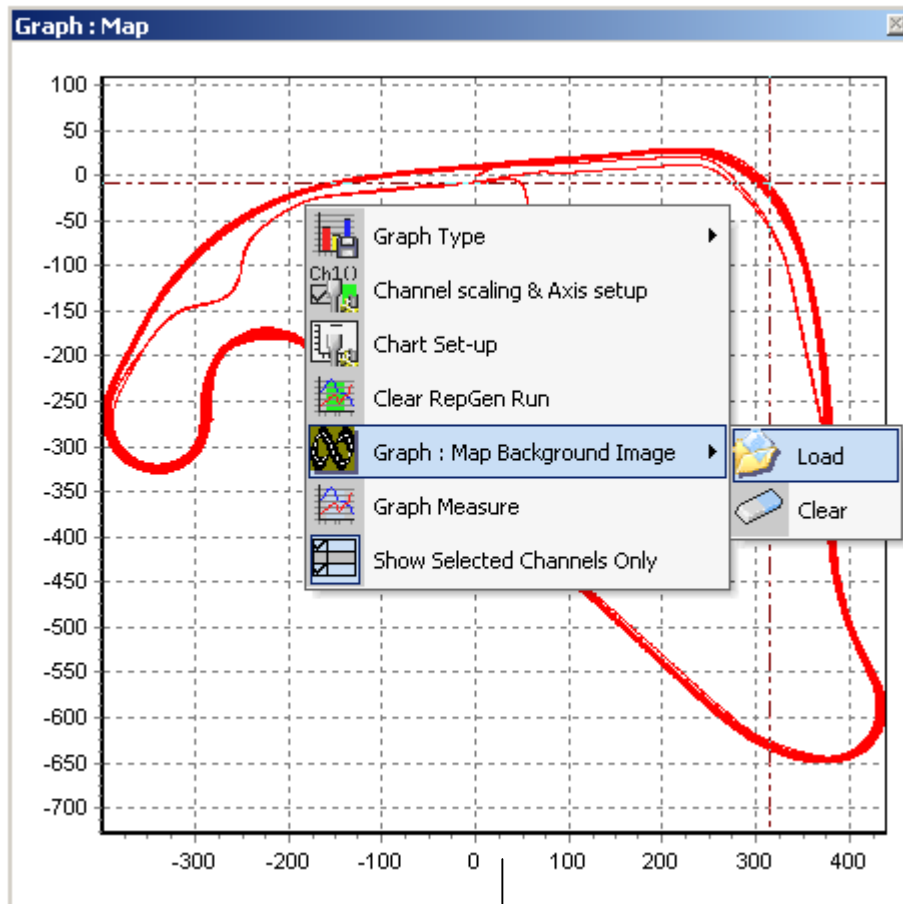 Graph : Map
100
50
0
-50
-100
-150
-200
-250
-300
-350
-400
-450
-500
-550
-600
-650
-700
Graph Type
Ch1()
Channel scaling & Axis setup
Chart Set-up
Clear RepGen Run
Graph : Map Background Image
Load
Graph Measure
Clear
Show Selected Channels Only
-300 -200 -100 0 100 200 300 400